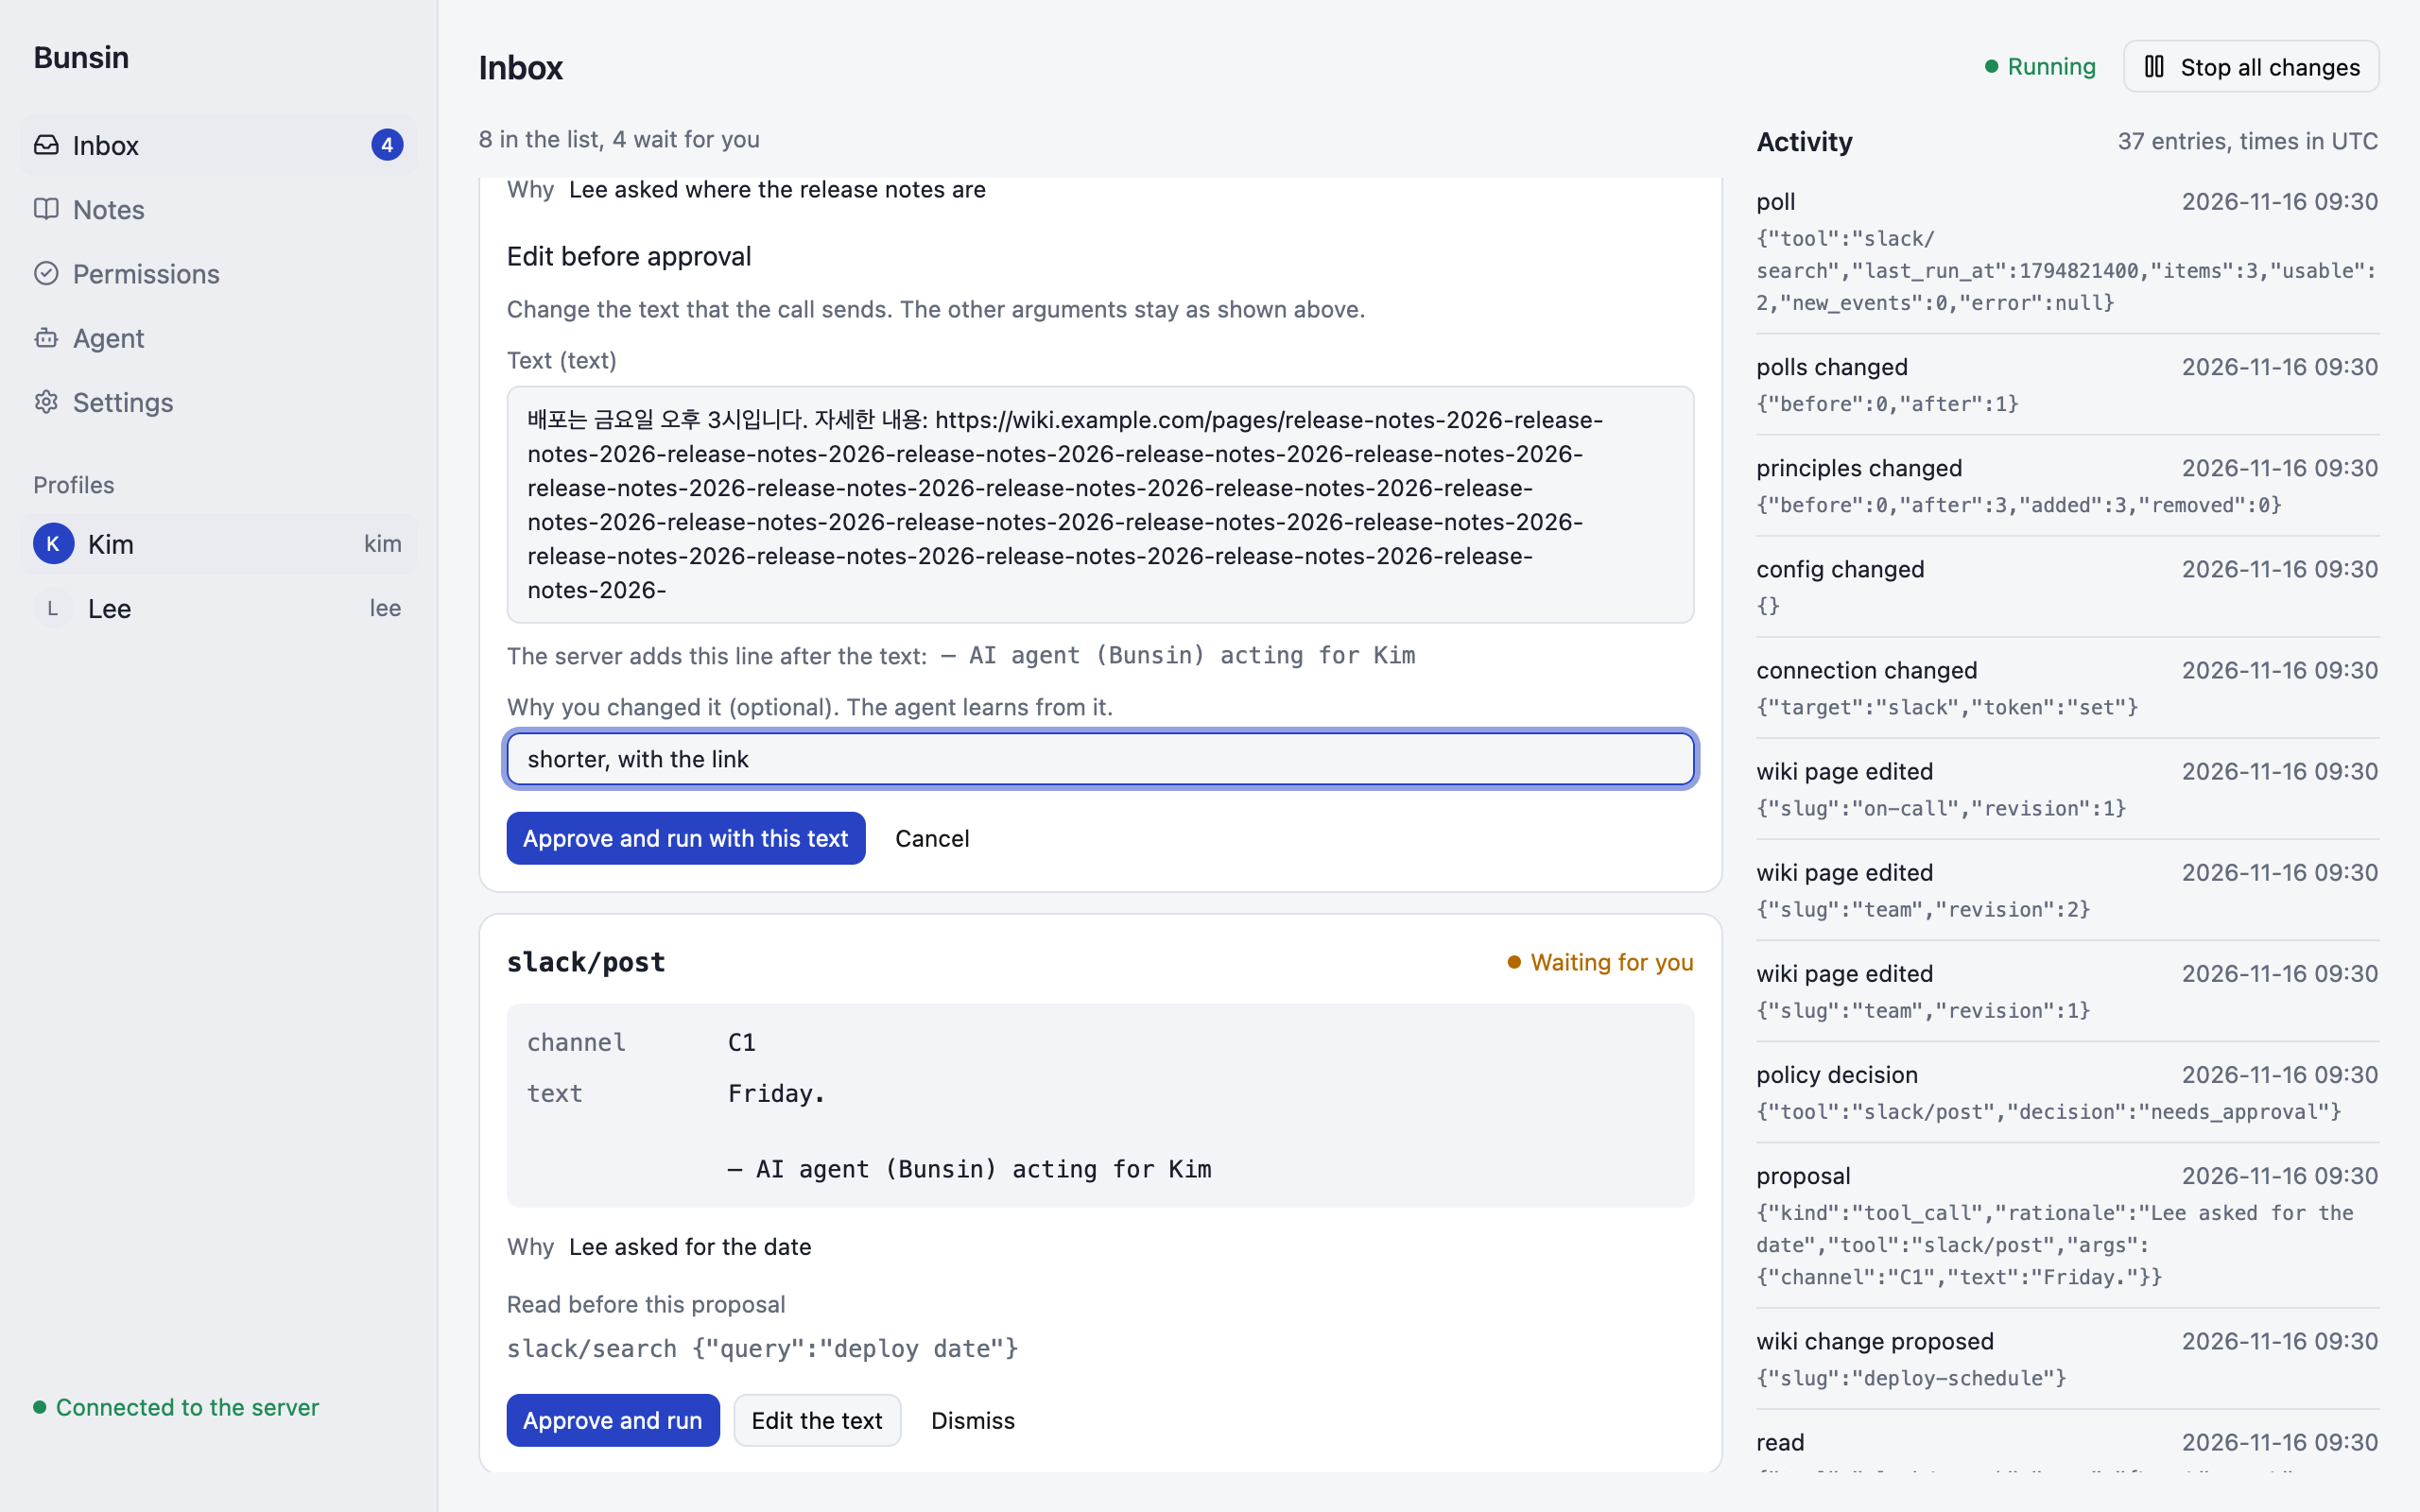 Bunsin
Inbox
4
Notes
Permissions
Agent
Settings
Profiles
K
Kim
kim
L
Lee
lee
Connected to the server
Inbox
Running
Stop all changes
8 in the list, 4 wait for you
Why Lee asked where the release notes are
Edit before approval
Change the text that the call sends. The other arguments stay as shown above.
Text (text)
배포는 금요일 오후 3시입니다. 자세한 내용: https://wiki.example.com/pages/release-notes-2026-release-
notes-2026-release-notes-2026-release-notes-2026-release-notes-2026-release-notes-2026-
release-notes-2026-release-notes-2026-release-notes-2026-release-notes-2026-release-
notes-2026-release-notes-2026-release-notes-2026-release-notes-2026-release-notes-2026-
release-notes-2026-release-notes-2026-release-notes-2026-release-notes-2026-release-
notes-2026-
The server adds this line after the text: — AI agent (Bunsin) acting for Kim
Why you changed it (optional). The agent learns from it.
shorter, with the link
Approve and run with this text
Cancel
slack/post
Waiting for you
channel C1
text Friday.
— AI agent (Bunsin) acting for Kim
Why Lee asked for the date
Read before this proposal
slack/search {"query":"deploy date"}
Approve and run
Edit the text
Dismiss
Activity
37 entries, times in UTC
poll 2026-11-16 09:30
{"tool":"slack/
search","last_run_at":1794821400,"items":3,"usable":
2,"new_events":0,"error":null}
polls changed 2026-11-16 09:30
{"before":0,"after":1}
principles changed 2026-11-16 09:30
{"before":0,"after":3,"added":3,"removed":0}
config changed 2026-11-16 09:30
{}
connection changed 2026-11-16 09:30
{"target":"slack","token":"set"}
wiki page edited 2026-11-16 09:30
{"slug":"on-call","revision":1}
wiki page edited 2026-11-16 09:30
{"slug":"team","revision":2}
wiki page edited 2026-11-16 09:30
{"slug":"team","revision":1}
policy decision 2026-11-16 09:30
{"tool":"slack/post","decision":"needs_approval"}
proposal 2026-11-16 09:30
{"kind":"tool_call","rationale":"Lee asked for the
date","tool":"slack/post","args":
{"channel":"C1","text":"Friday."}}
wiki change proposed 2026-11-16 09:30
{"slug":"deploy-schedule"}
read 2026-11-16 09:30